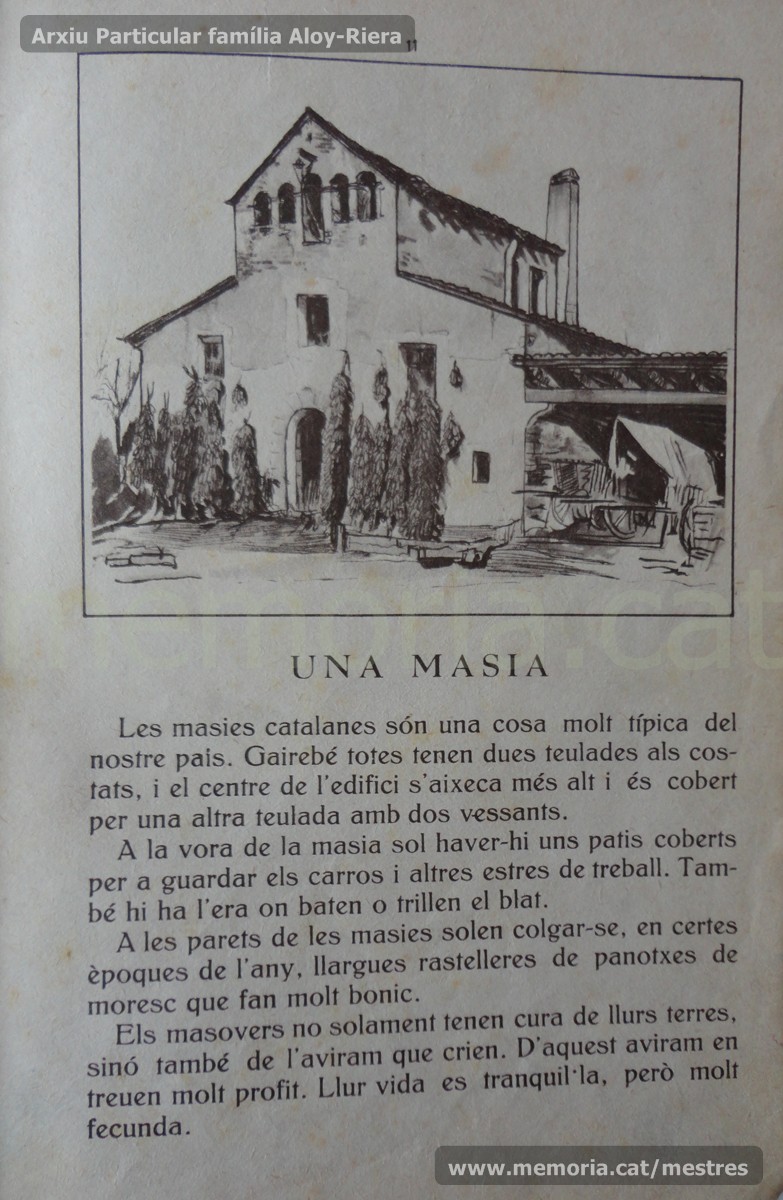 Arxiu Particular família Aloy-Riera
11
memoria.cat
UNA MASIA
Les masies catalanes són una cosa molt típica del
nostre pais. Gairebé totes tenen dues teulades als cos-
tats, i el centre de l'edifici s'aixeca més alt i és cobert
per una altra teulada amb dos vessants.
A la vora de la masia sol haver-hi uns patis coberts
per a guardar els carros i altres estres de treball. Tam-
bé hi ha l'era on baten o trillen el blat.
A les parets de les masies solen colgar-se, en certes
èpoques de l'any, llargues rastelleres de panotxes de
moresc que fan molt bonic.
Els masovers no solament tenen cura de llurs terres,
sinó també de l'aviram que crien. D'aquest aviram en
treuen molt profit. Llur vida es tranquil·la, però molt
fecunda.
www.memoria.cat/mestres